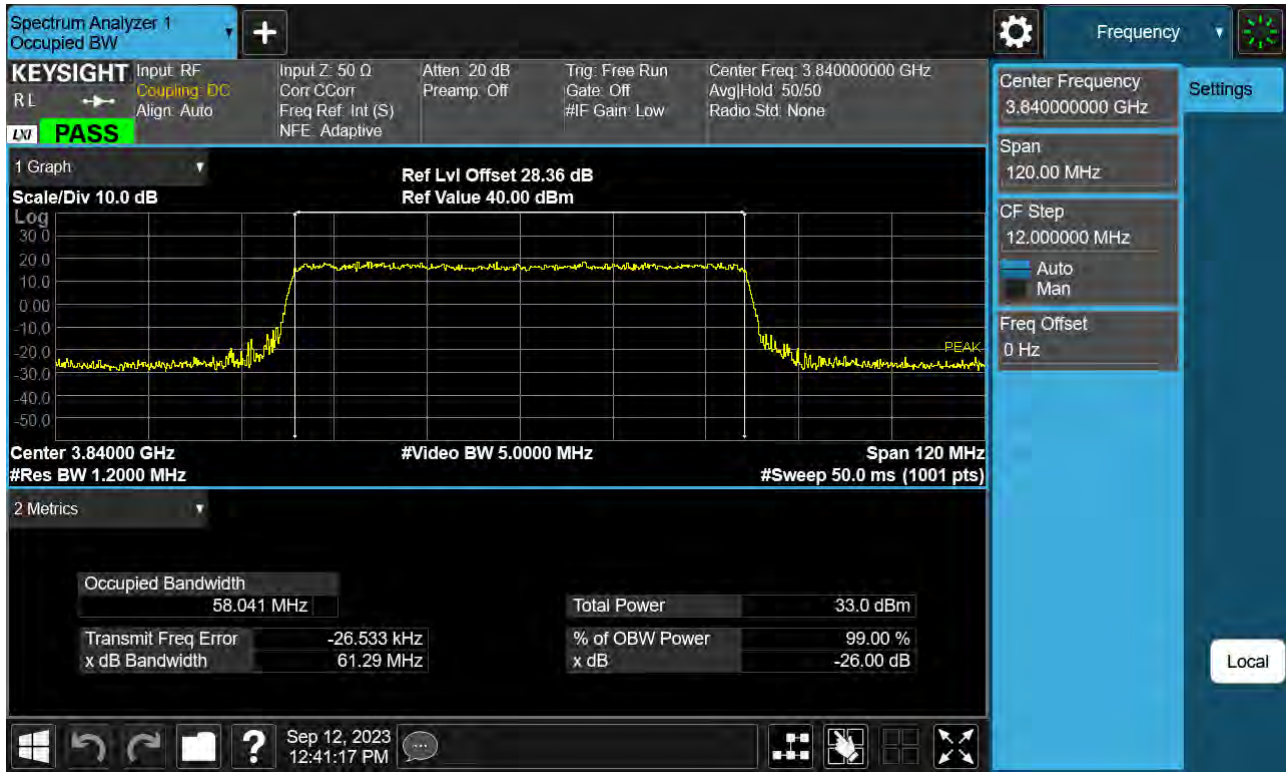 Spectrum Analyzer 1
Occupied BW
+
Frequency
KEYSIGHT
RL
LXI
PASS
Input: RF
Coupling: DC
Align: Auto
Input Z: 50 Ω
Corr CCorr
Freq Ref: Int (S)
NFE: Adaptive
Atten: 20 dB
Preamp: Off
Trig: Free Run
Gate: Off
#IF Gain: Low
Center Freq: 3.840000000 GHz
Avg|Hold: 50/50
Radio Std: None
Center Frequency
3.840000000 GHz
Settings
Span
120.00 MHz
CF Step
12.000000 MHz
Auto
Man
Freq Offset
0 Hz
Local
1 Graph
Scale/Div 10.0 dB
Ref Lvl Offset 28.36 dB
Ref Value 40.00 dBm
Log
30.0
20.0
10.0
0.00
-10.0
-20.0
-30.0
-40.0
-50.0
PEAK
Center 3.84000 GHz
#Res BW 1.2000 MHz
#Video BW 5.0000 MHz
Span 120 MHz
#Sweep 50.0 ms (1001 pts)
2 Metrics
Occupied Bandwidth
58.041 MHz
Transmit Freq Error -26.533 kHz
x dB Bandwidth 61.29 MHz
Total Power 33.0 dBm
% of OBW Power 99.00 %
x dB -26.00 dB
?
Sep 12, 2023
12:41:17 PM